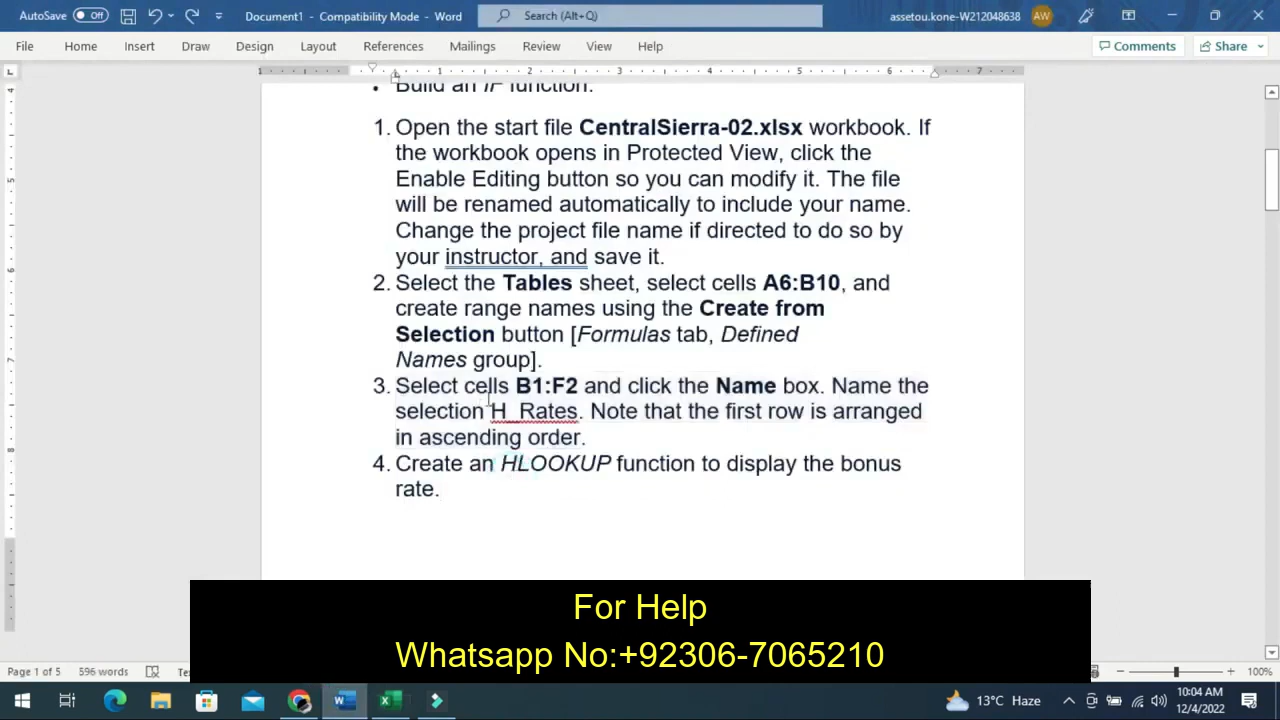 AutoSave Off Document1 - Compatibility Mode - Word Search (Alt+Q) assetou.kone-W212048638 AW
File Home Insert Draw Design Layout References Mailings Review View Help Comments Share
1 1 2 3 4 5 6 7
Build an IF function.
1. Open the start file CentralSierra-02.xlsx workbook. If
the workbook opens in Protected View, click the
Enable Editing button so you can modify it. The file
will be renamed automatically to include your name.
Change the project file name if directed to do so by
your instructor, and save it.
2. Select the Tables sheet, select cells A6:B10, and
create range names using the Create from
Selection button [Formulas tab, Defined
Names group].
3. Select cells B1:F2 and click the Name box. Name the
selection H_Rates. Note that the first row is arranged
in ascending order.
4. Create an HLOOKUP function to display the bonus
rate.
For Help
Whatsapp No:+92306-7065210
Page 1 of 5 596 words 100%
13°C Haze 10:04 AM
12/4/2022